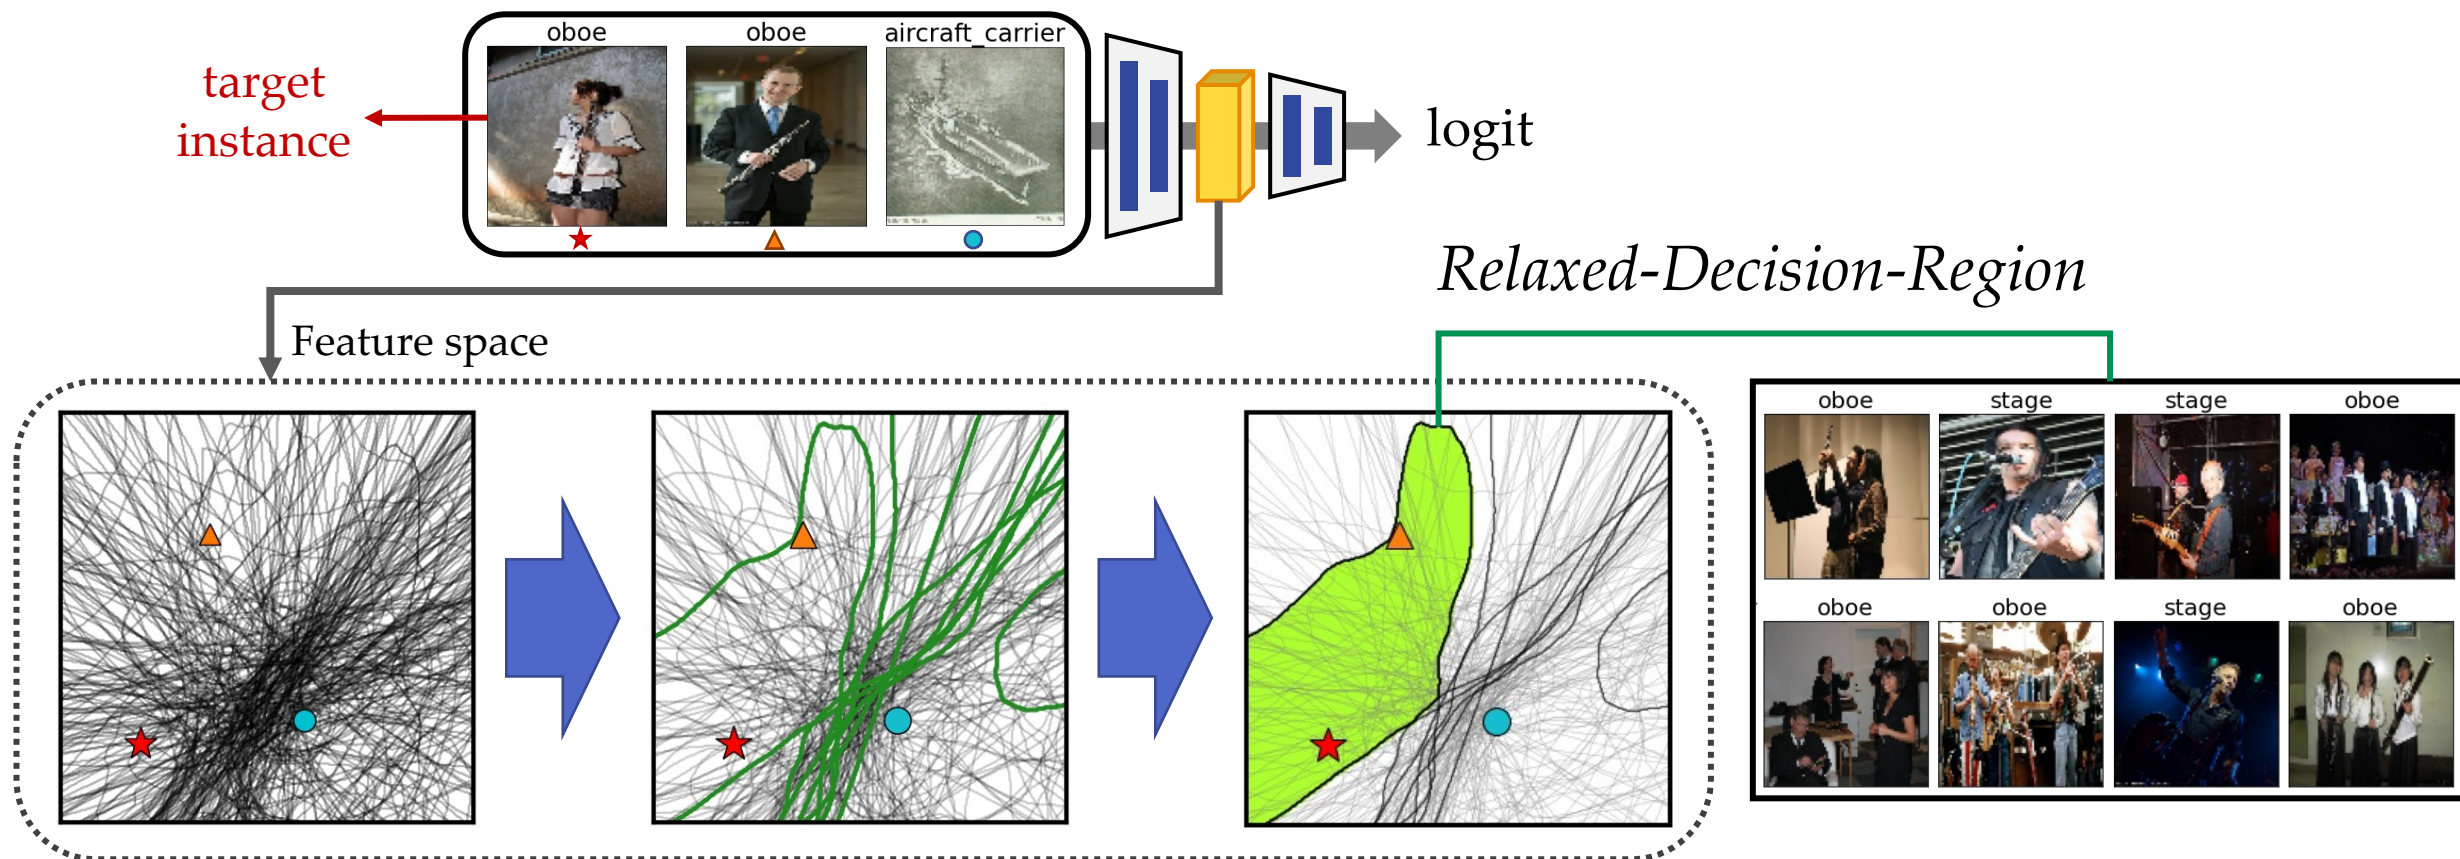 oboe
oboe
aircraft_carrier
target
instance
logit
Relaxed-Decision-Region
Feature space
oboe
stage
stage
oboe
oboe
oboe
stage
oboe